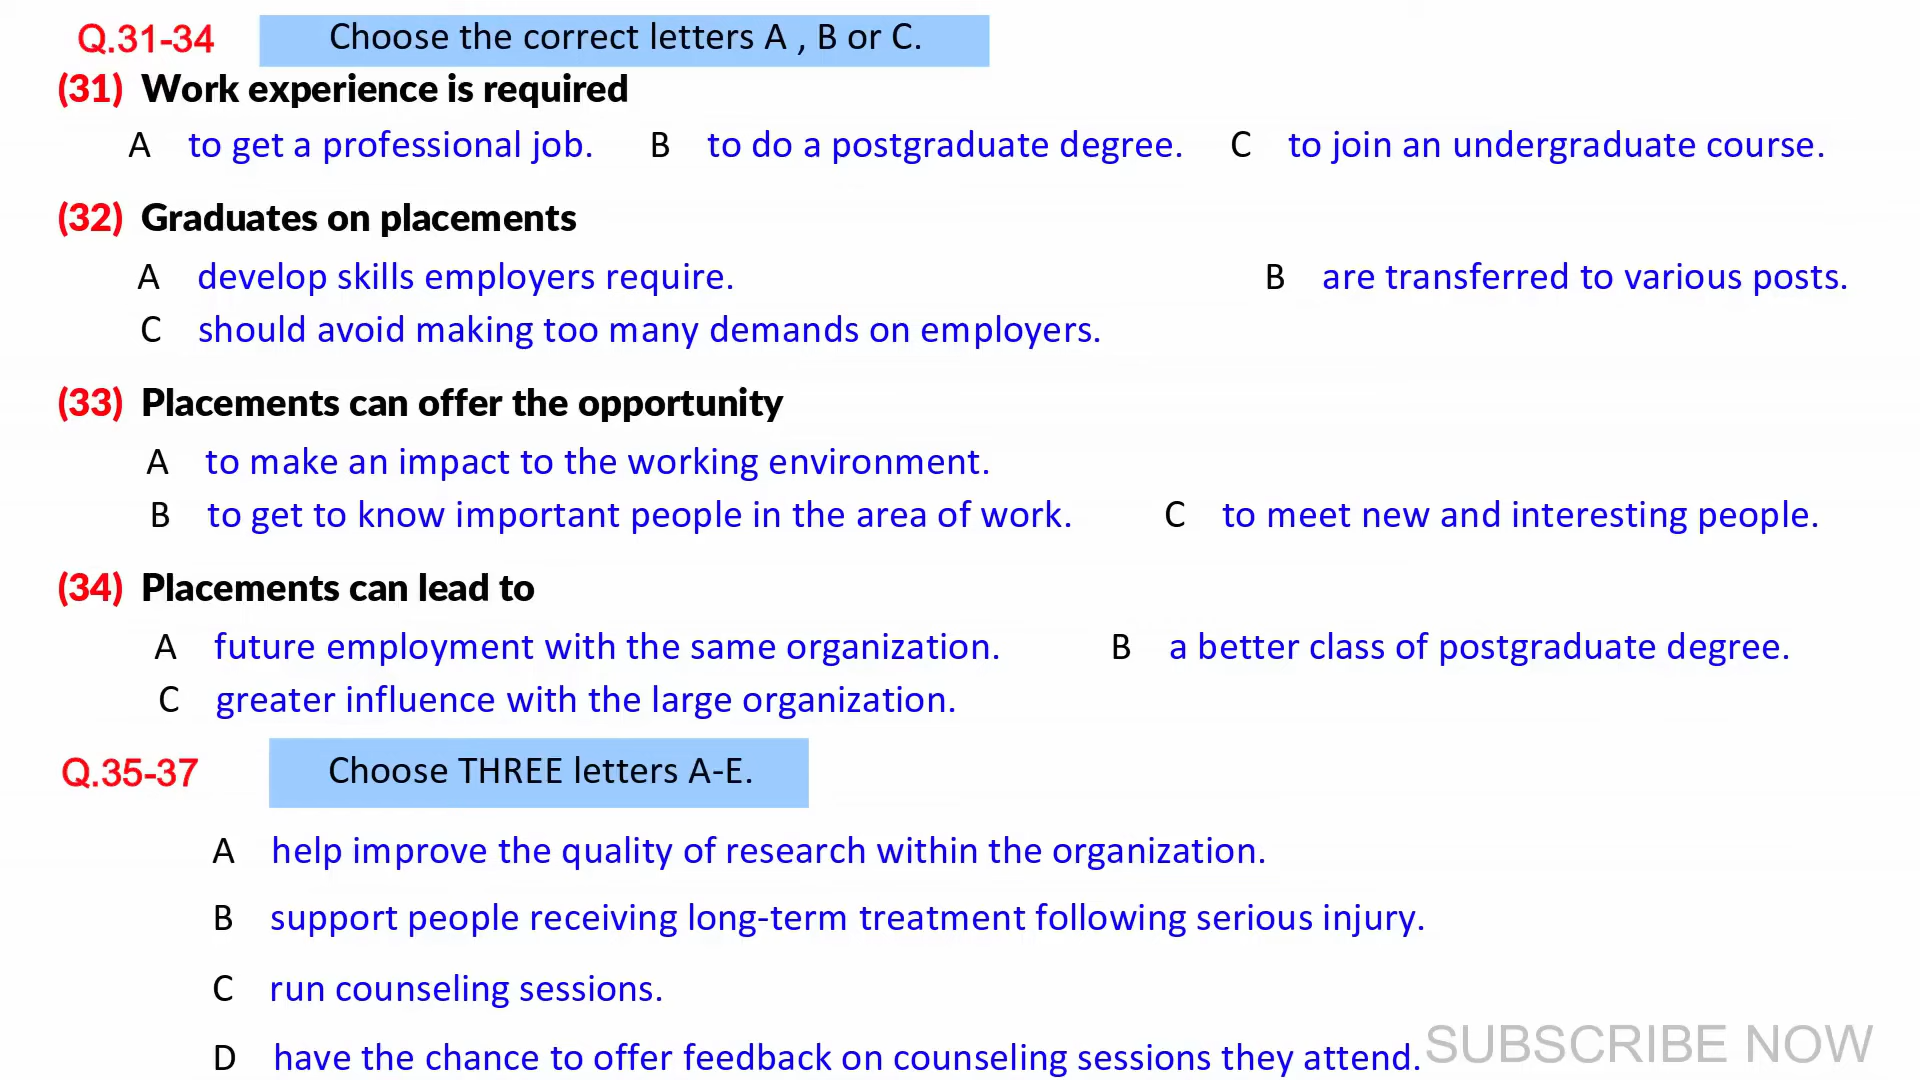 Q.31-34 Choose the correct letters A , B or C.
(31) Work experience is required
A to get a professional job. B to do a postgraduate degree. C to join an undergraduate course.
(32) Graduates on placements
A develop skills employers require. B are transferred to various posts.
C should avoid making too many demands on employers.
(33) Placements can offer the opportunity
A to make an impact to the working environment.
B to get to know important people in the area of work. C to meet new and interesting people.
(34) Placements can lead to
A future employment with the same organization. B a better class of postgraduate degree.
C greater influence with the large organization.
Q.35-37 Choose THREE letters A-E.
A help improve the quality of research within the organization.
B support people receiving long-term treatment following serious injury.
C run counseling sessions.
D have the chance to offer feedback on counseling sessions they attend.
SUBSCRIBE NOW